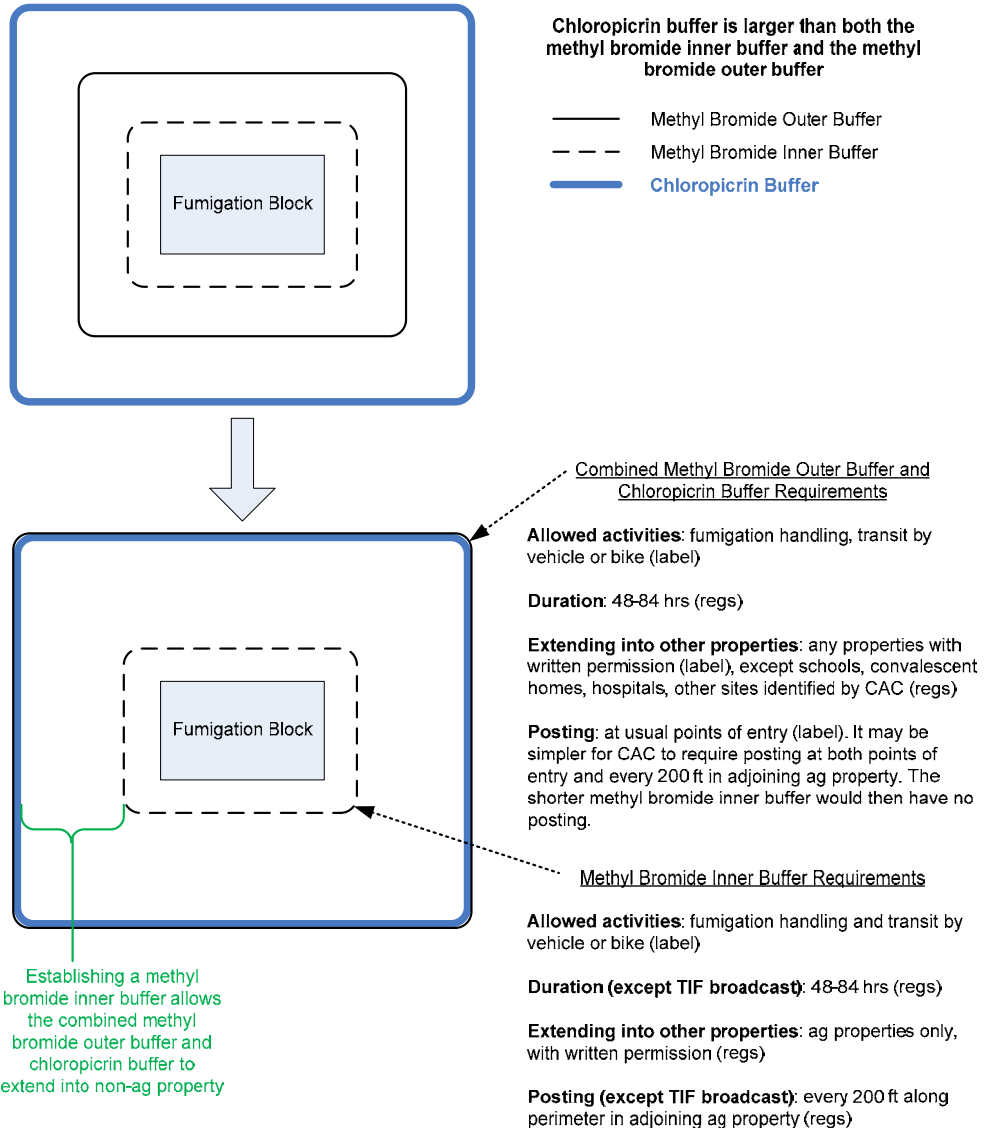 Chloropicrin buffer is larger than both the
methyl bromide inner buffer and the methyl
bromide outer buffer
Methyl Bromide Outer Buffer
Methyl Bromide Inner Buffer
Chloropicrin Buffer
Fumigation Block
Combined Methyl Bromide Outer Buffer and
Chloropicrin Buffer Requirements
Allowed activities: fumigation handling, transit by
vehicle or bike (label)
Duration: 48-84 hrs (regs)
Extending into other properties: any properties with
written permission (label), except schools, convalescent
homes, hospitals, other sites identified by CAC (regs)
Posting: at usual points of entry (label). It may be
simpler for CAC to require posting at both points of
entry and every 200 ft in adjoining ag property. The
shorter methyl bromide inner buffer would then have no
posting.
Fumigation Block
Methyl Bromide Inner Buffer Requirements
Allowed activities: fumigation handling and transit by
vehicle or bike (label)
Duration (except TIF broadcast): 48-84 hrs (regs)
Extending into other properties: ag properties only,
with written permission (regs)
Posting (except TIF broadcast): every 200 ft along
perimeter in adjoining ag property (regs)
Establishing a methyl
bromide inner buffer allows
the combined methyl
bromide outer buffer and
chloropicrin buffer to
extend into non-ag property